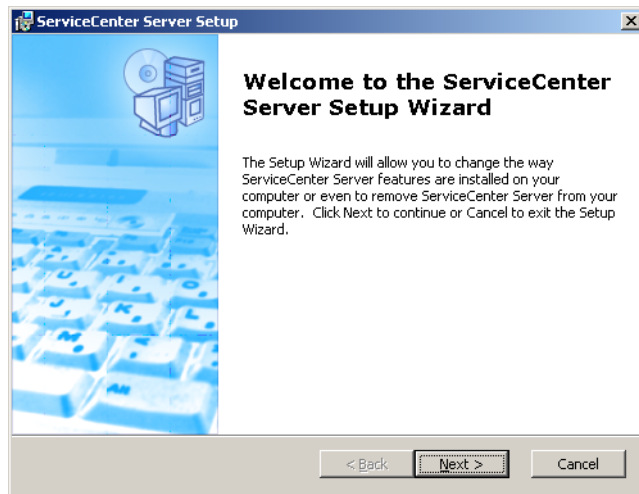 ServiceCenter Server Setup
Welcome to the ServiceCenter
Server Setup Wizard
The Setup Wizard will allow you to change the way
ServiceCenter Server features are installed on your
computer or even to remove ServiceCenter Server from your
computer. Click Next to continue or Cancel to exit the Setup
Wizard.
< Back Next > Cancel